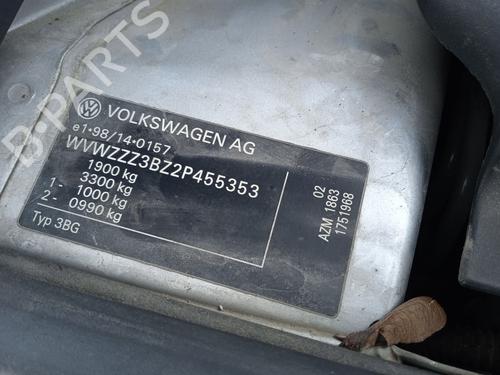 VOLKSWAGEN AG
e1*98/14*0157
WVWZZZ3BZ2P455353
1900 kg
3300 kg
1 - 1000 kg
2 - 0990 kg
Typ 3BG
02
AZM 1863
1751968
B-PARTS